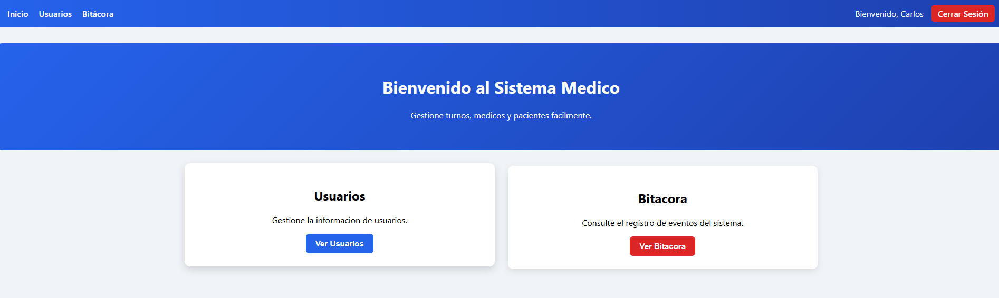 Inicio Usuarios Bitácora Bienvenido, Carlos Cerrar Sesión
Bienvenido al Sistema Medico
Gestione turnos, medicos y pacientes facilmente.
Usuarios
Gestione la informacion de usuarios.
Ver Usuarios
Bitacora
Consulte el registro de eventos del sistema.
Ver Bitacora